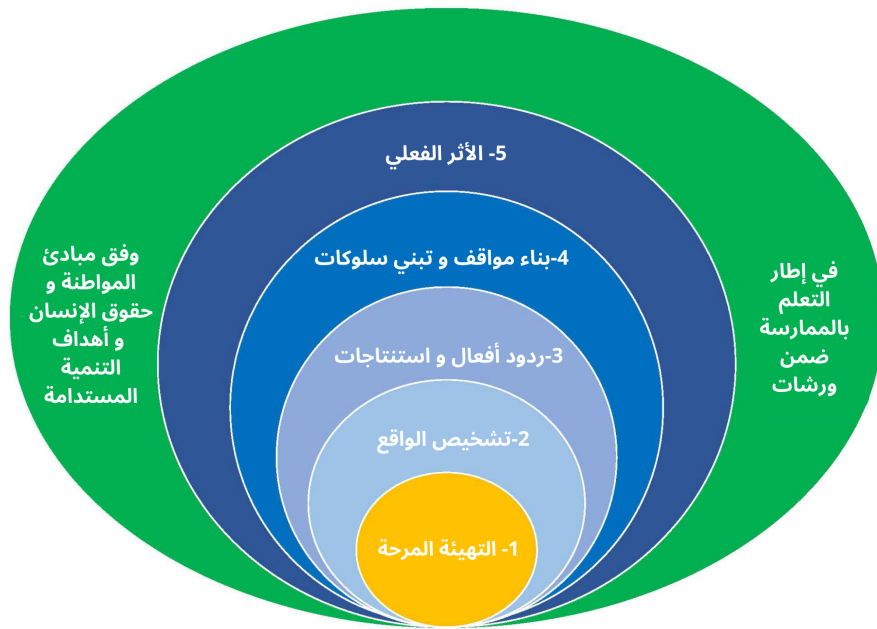 5- الأثر الفعلي
4-بناء مواقف و تبني سلوكات
3-ردود أفعال و استنتاجات
2-تشخيص الواقع
1- التهيئة المرحة
في إطار
التعلم
بالممارسة
ضمن
ورشات
وفق مبادئ
المواطنة و
حقوق الإنسان
و أهداف
التنمية
المستدامة